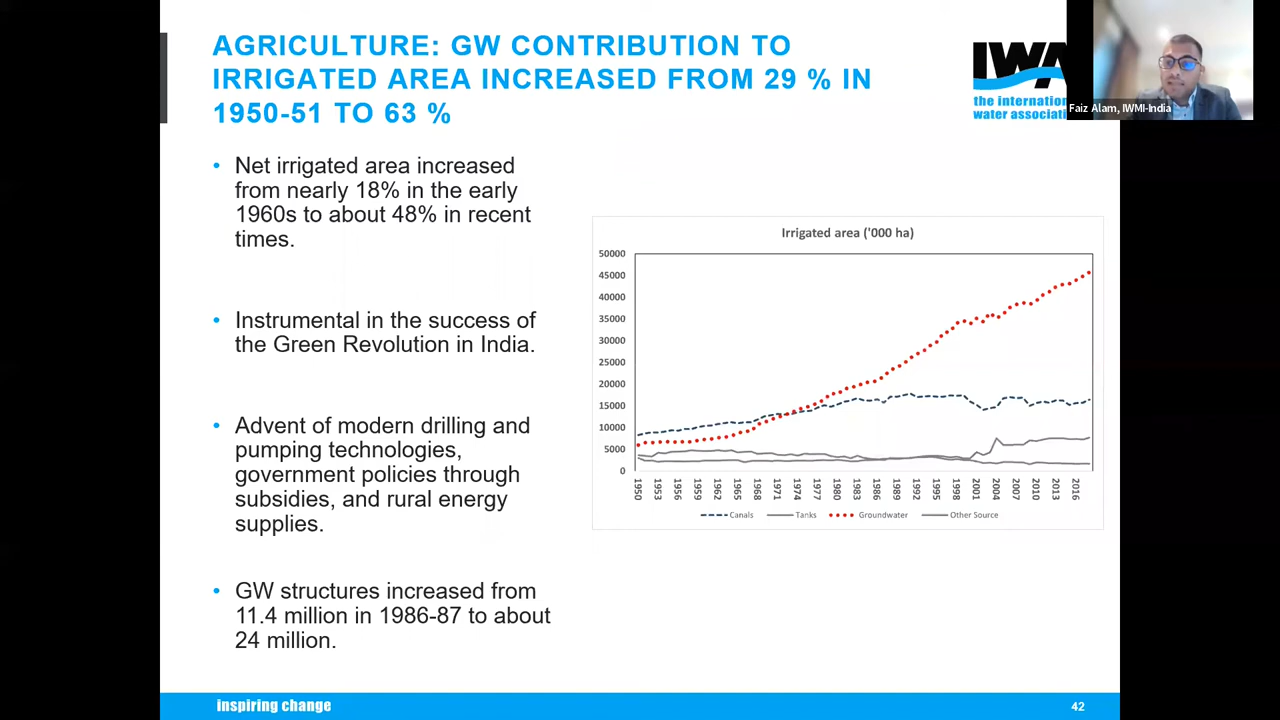 AGRICULTURE: GW CONTRIBUTION TO
IRRIGATED AREA INCREASED FROM 29 % IN
1950-51 TO 63 %
IWA
the internation
water associati
Faiz Alam, IWMI-India
• Net irrigated area increased
from nearly 18% in the early
1960s to about 48% in recent
times.
• Instrumental in the success of
the Green Revolution in India.
• Advent of modern drilling and
pumping technologies,
government policies through
subsidies, and rural energy
supplies.
• GW structures increased from
11.4 million in 1986-87 to about
24 million.
Irrigated area ('000 ha)
50000
45000
40000
35000
30000
25000
20000
15000
10000
5000
0
1950 1953 1956 1959 1962 1965 1968 1971 1974 1977 1980 1983 1986 1989 1992 1995 1998 2001 2004 2007 2010 2013 2016
Canals Tanks Groundwater Other Source
inspiring change
42